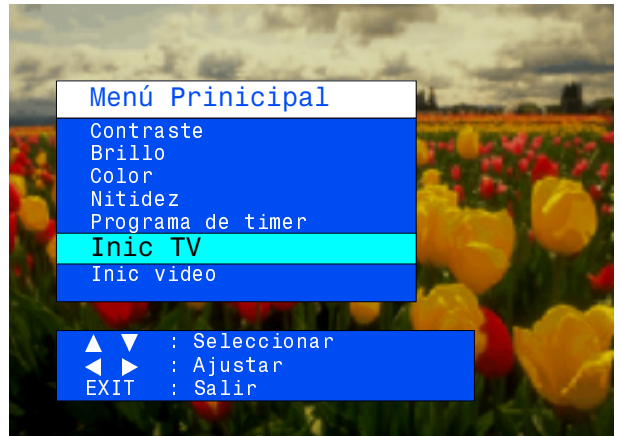 Menú Prinicipal
Contraste
Brillo
Color
Nitidez
Programa de timer
Inic TV
Inic video
▲ ▼ : Seleccionar
◀ ▶ : Ajustar
EXIT : Salir